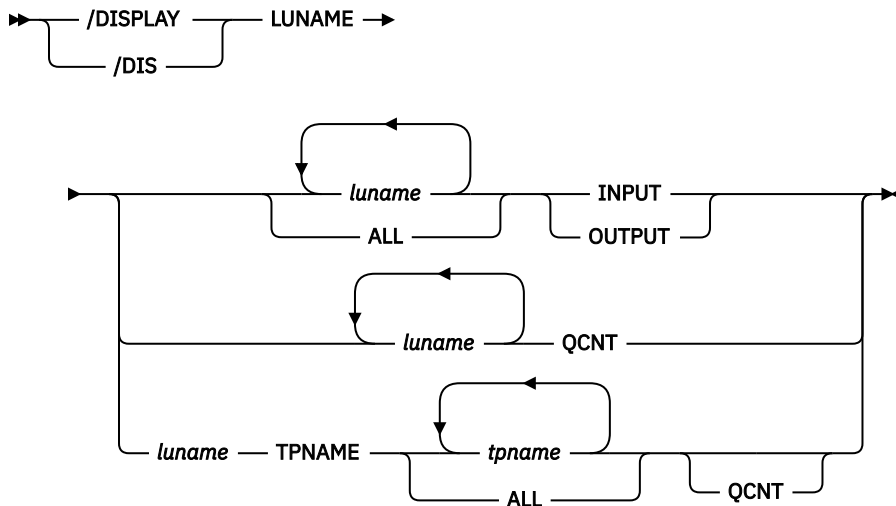 /DISPLAY LUNAME
/DIS
luname INPUT
ALL OUTPUT
luname QCNT
luname TPNAME tpname
ALL QCNT